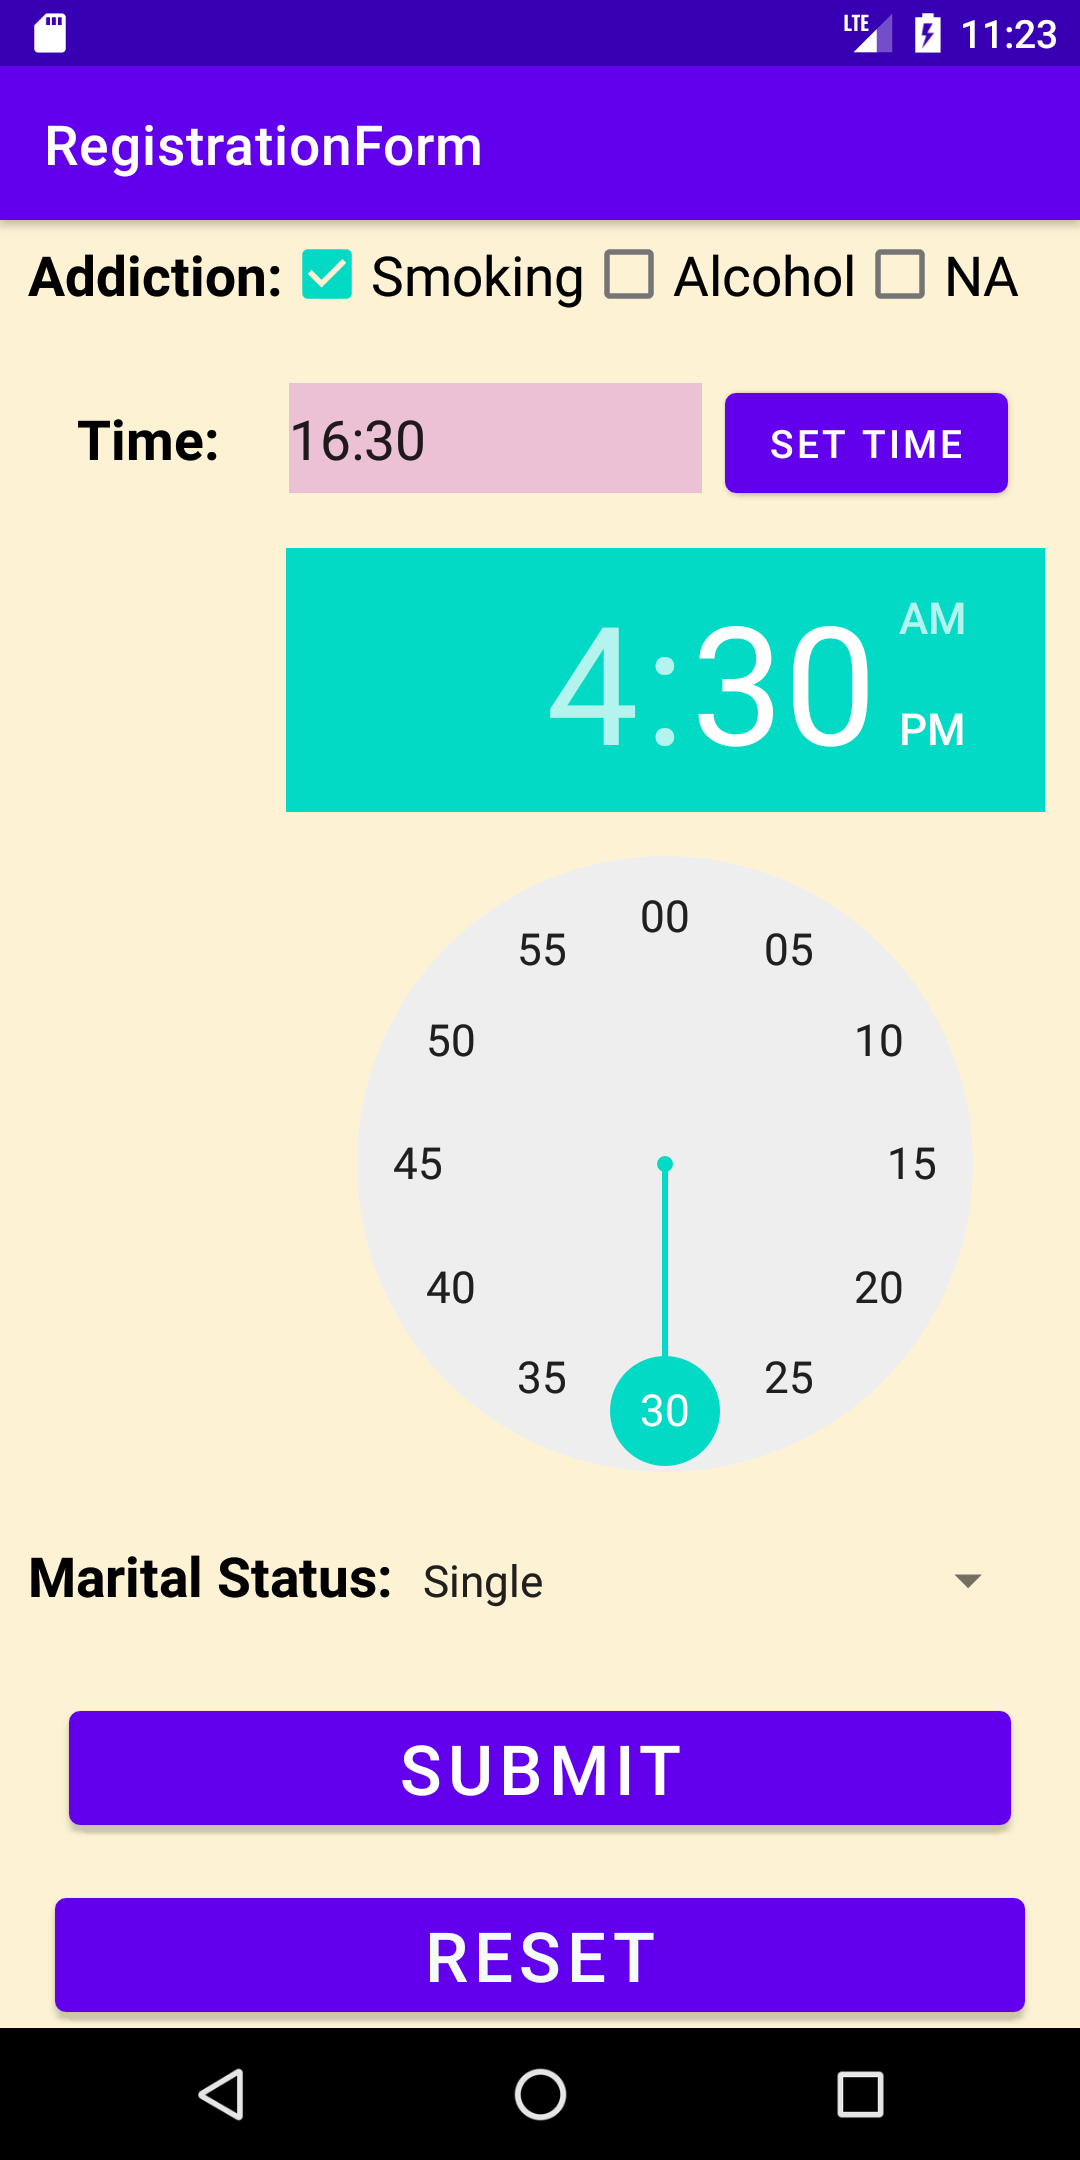 LTE 11:23
RegistrationForm
Addiction: Smoking Alcohol NA
Time: 16:30 SET TIME
AM
4:30
PM
00
55 05
50 10
45 15
40 20
35 25
30
Marital Status: Single
SUBMIT
RESET